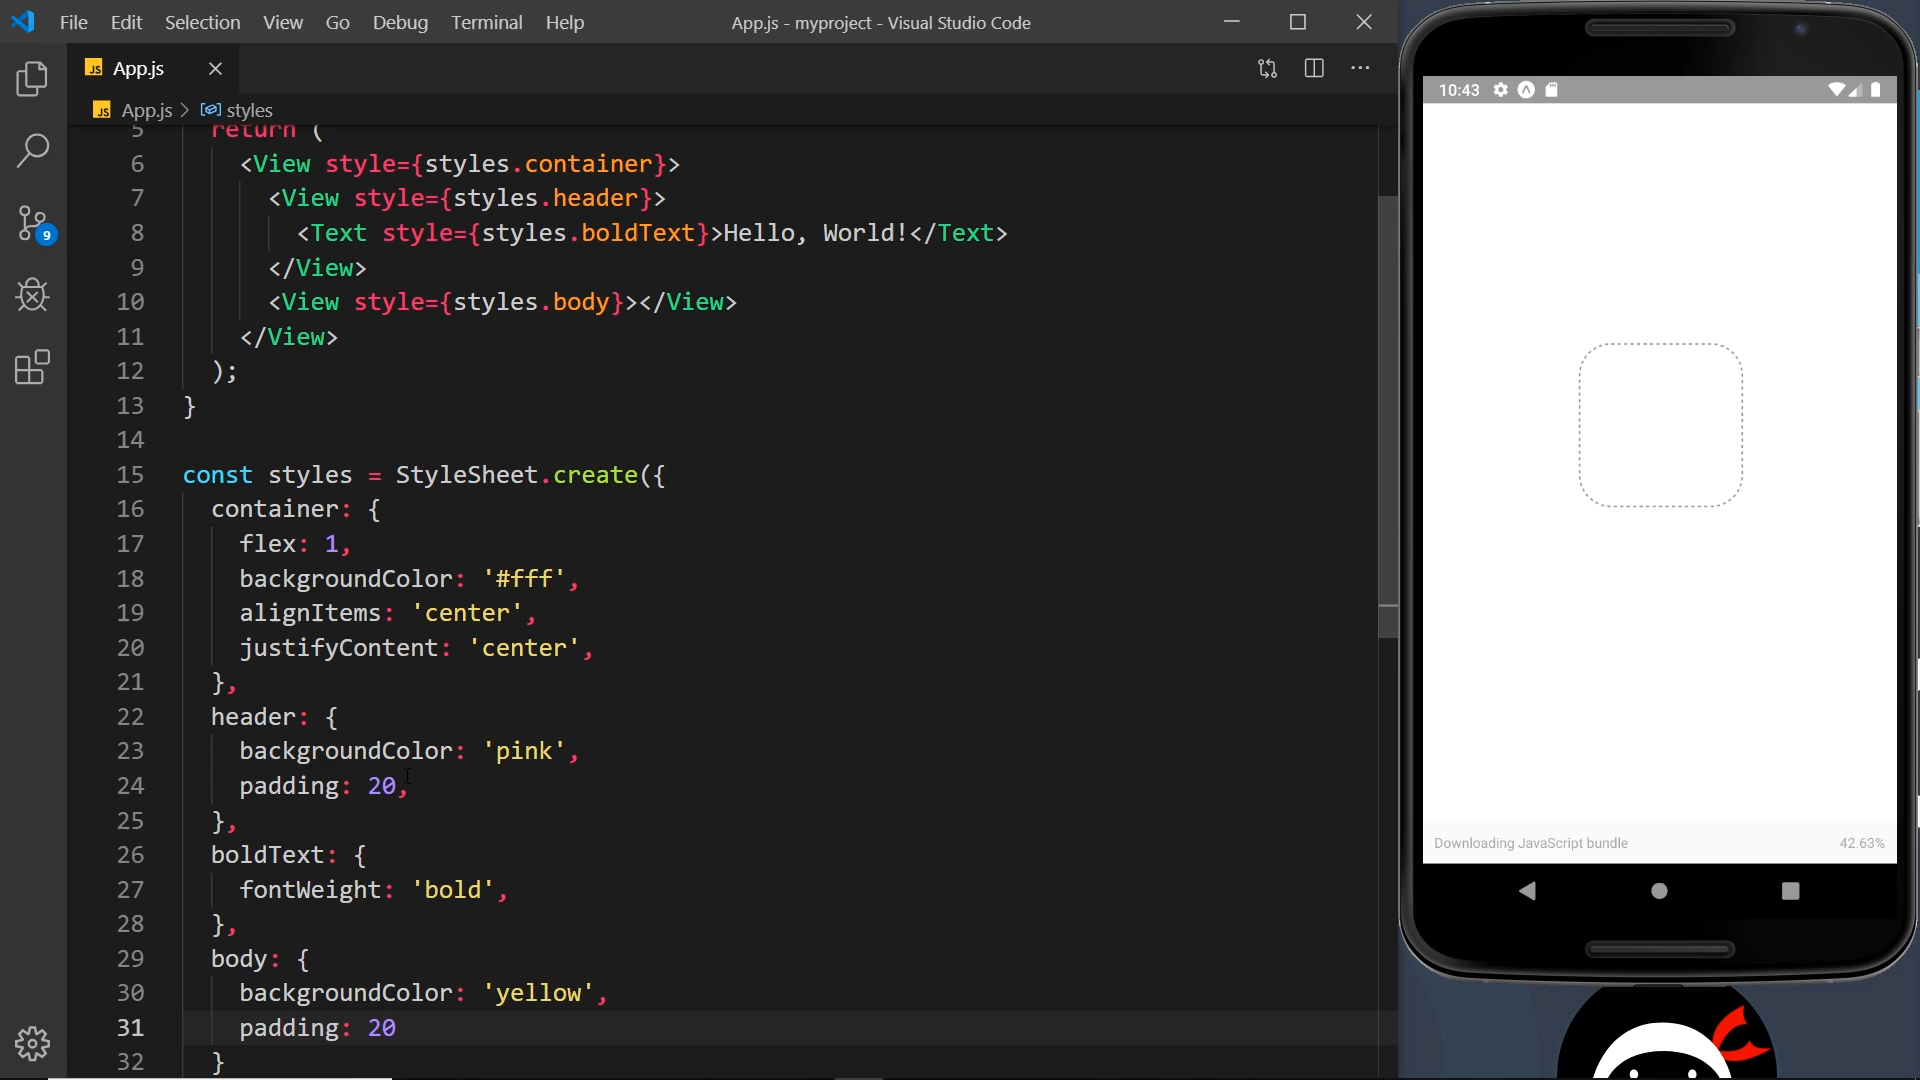 File Edit Selection View Go Debug Terminal Help
App.js - myproject - Visual Studio Code
JS App.js
JS App.js > styles
5 return (
6 <View style={styles.container}>
7 <View style={styles.header}>
8 <Text style={styles.boldText}>Hello, World!</Text>
9 </View>
10 <View style={styles.body}></View>
11 </View>
12 );
13 }
14
15 const styles = StyleSheet.create({
16 container: {
17 flex: 1,
18 backgroundColor: '#fff',
19 alignItems: 'center',
20 justifyContent: 'center',
21 },
22 header: {
23 backgroundColor: 'pink',
24 padding: 20,
25 },
26 boldText: {
27 fontWeight: 'bold',
28 },
29 body: {
30 backgroundColor: 'yellow',
31 padding: 20
32 }
9
10:43
Downloading JavaScript bundle 42.63%